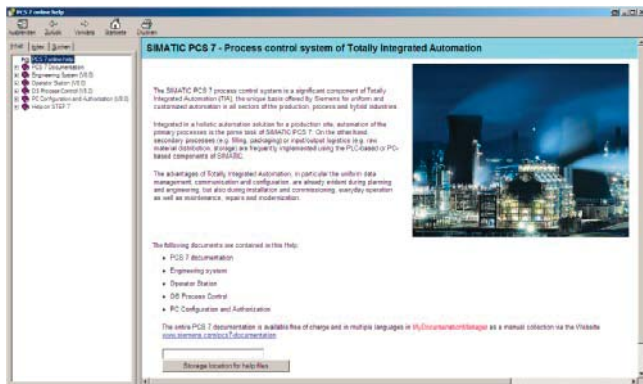 PCS 7 online help
Ausblenden Zurück Vorwärts Startseite Drucken
Inhalt Index Suchen
PCS 7 online help
PCS 7 Documentation
Engineering System (V8.0)
Operator Station (V8.0)
OS Process Control (V8.0)
PC Configuration and Authorization (V8.0)
Help on STEP 7
SIMATIC PCS 7 - Process control system of Totally Integrated Automation
The SIMATIC PCS 7 process control system is a significant component of Totally
Integrated Automation (TIA), the unique basis offered by Siemens for uniform and
customized automation in all sectors of the production, process and hybrid industries.
Integrated in a holistic automation solution for a production site, automation of the
primary processes is the prime task of SIMATIC PCS 7. On the other hand,
secondary processes (e.g. filling, packaging) or input/output logistics (e.g. raw
material distribution, storage) are frequently implemented using the PLC-based or PC-
based components of SIMATIC.
The advantages of Totally Integrated Automation, in particular the uniform data
management, communication and configuration, are already evident during planning
and engineering, but also during installation and commissioning, everyday operation
as well as maintenance, repairs and modernization.
The following documents are contained in this Help:
• PCS 7 documentation
• Engineering system
• Operator Station
• OS Process Control
• PC Configuration and Authorization
The entire PCS 7 documentation is available free of charge and in multiple languages in MyDocumentationManager as a manual collection via the Website
www.siemens.com/pcs7-documentation
Storage location for help files